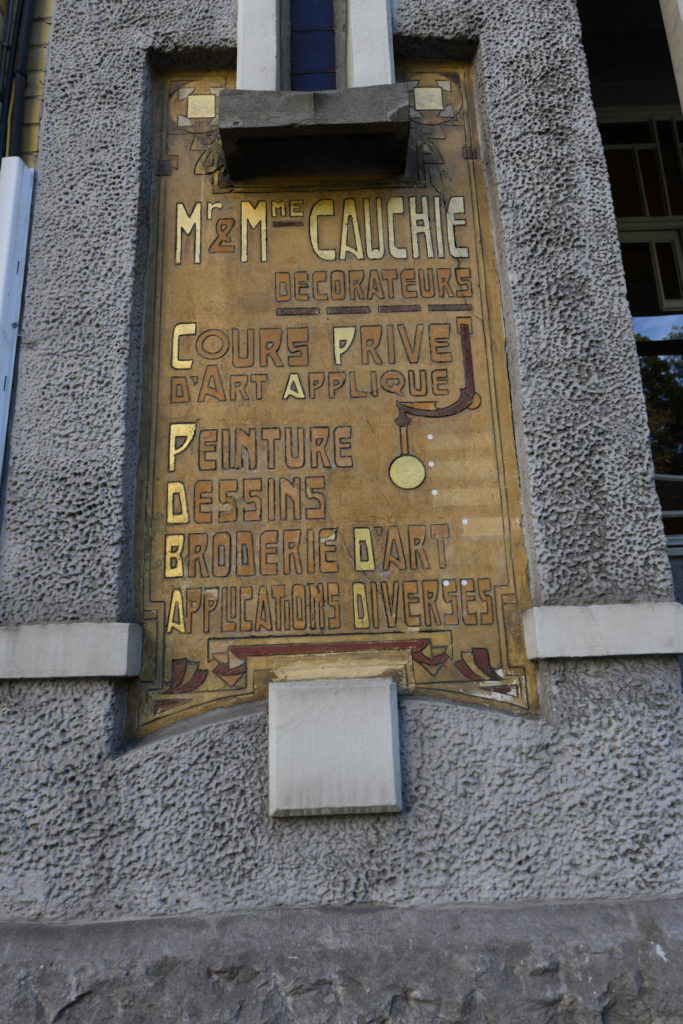 Mr & MME CAUCHIE
DECORATEURS
COURS PRIVE
D'ART APPLIQUE
PEINTURE
DESSINS
BRODERIE D'ART
APPLICATIONS DIVERSES